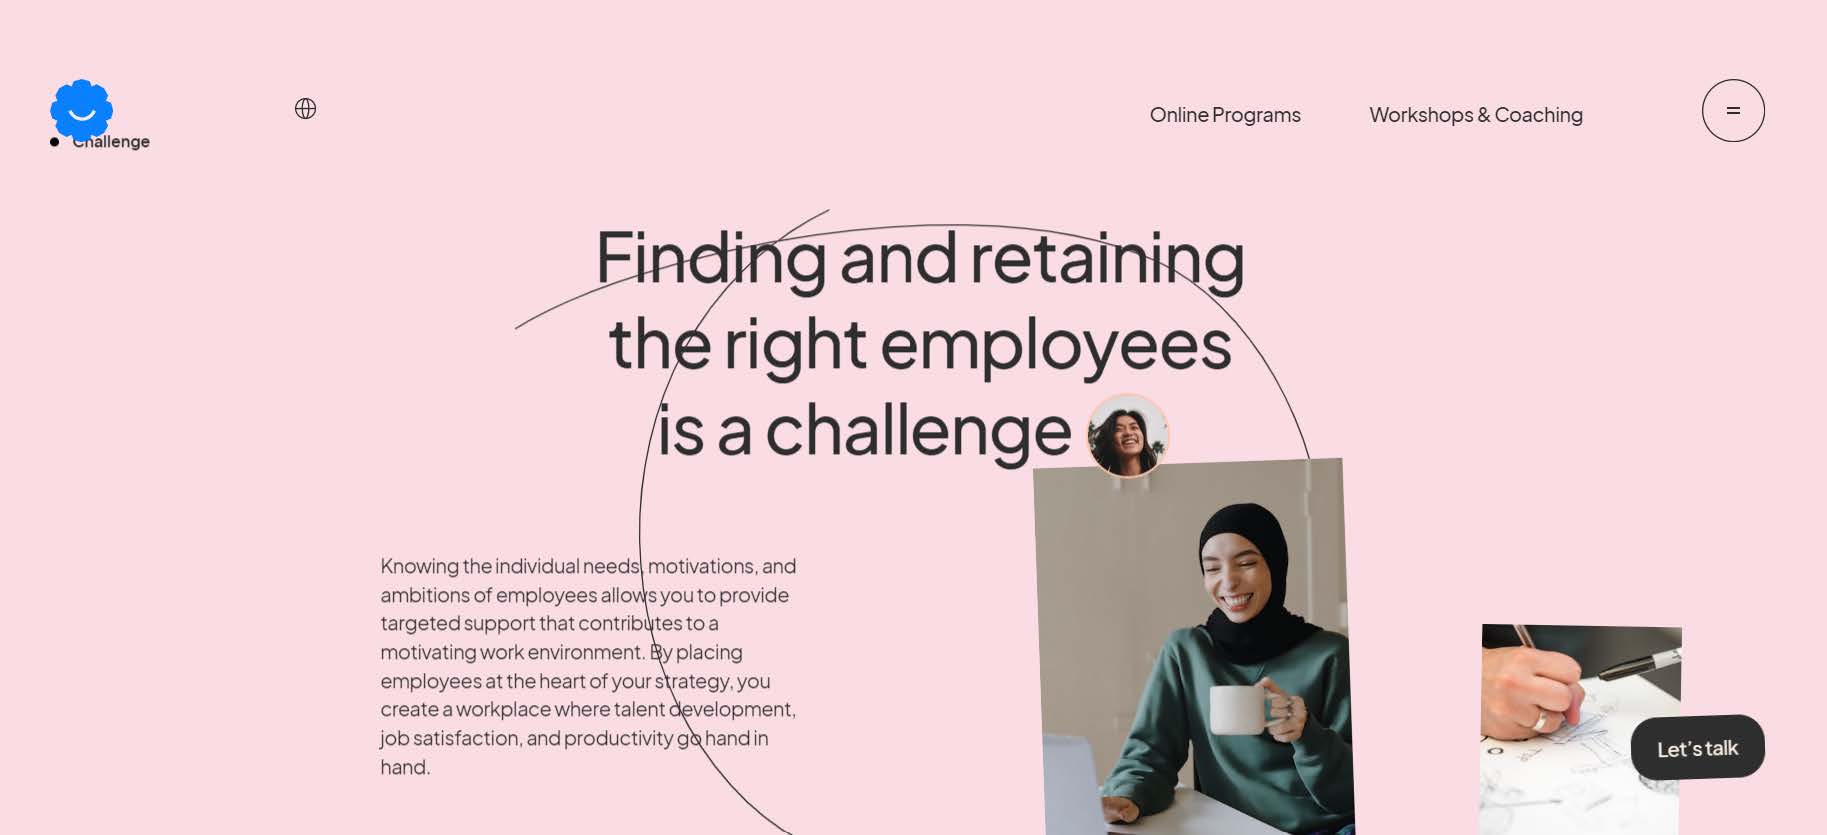 Online Programs
Workshops & Coaching
Challenge
Finding and retaining
the right employees
is a challenge
Knowing the individual needs, motivations, and
ambitions of employees allows you to provide
targeted support that contributes to a
motivating work environment. By placing
employees at the heart of your strategy, you
create a workplace where talent development,
job satisfaction, and productivity go hand in
hand.
Let's talk